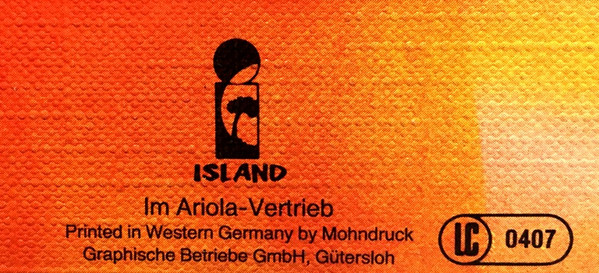 ISLAND
Im Ariola-Vertrieb
Printed in Western Germany by Mohndruck
Graphische Betriebe GmbH, Gütersloh
LC 0407